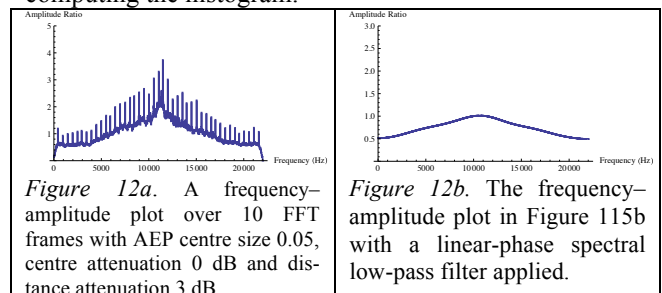 computing the histogram.
Amplitude Ratio
5
4
3
2
1
0
5000
10000
15000
20000
Frequency (Hz)
Figure 12a. A frequency–
amplitude plot over 10 FFT
frames with AEP centre size 0.05,
centre attenuation 0 dB and dis-
tance attenuation 3 dB
Amplitude Ratio
3.0
2.5
2.0
1.5
1.0
0.5
0
5000
10000
15000
20000
Frequency (Hz)
Figure 12b. The frequency–
amplitude plot in Figure 115b
with a linear-phase spectral
low-pass filter applied.